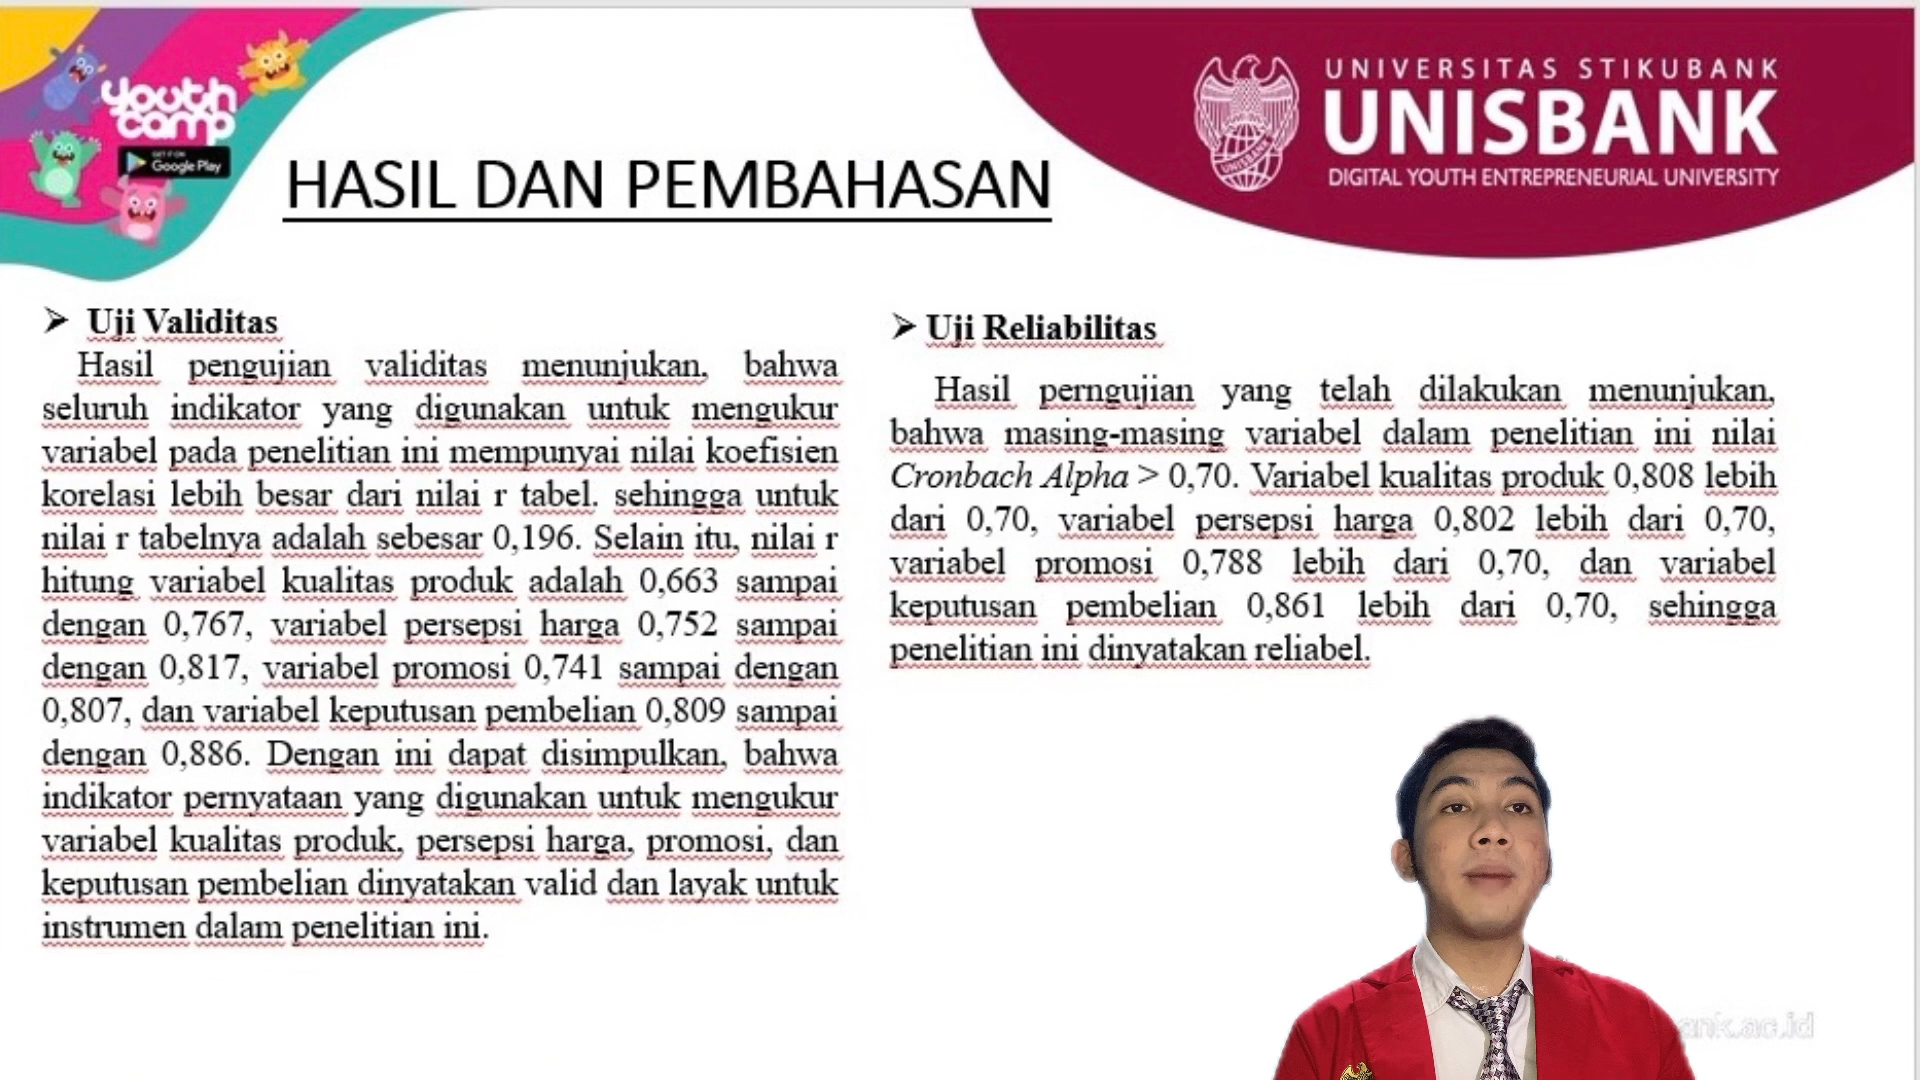 youth
camp
GET IT ON
Google Play
UNIVERSITAS STIKUBANK
UNISBANK
DIGITAL YOUTH ENTREPRENEURIAL UNIVERSITY
UNISBANK
HASIL DAN PEMBAHASAN
➢ Uji Validitas
Hasil pengujian validitas menunjukan, bahwa
seluruh indikator yang digunakan untuk mengukur
variabel pada penelitian ini mempunyai nilai koefisien
korelasi lebih besar dari nilai r tabel. sehingga untuk
nilai r tabelnya adalah sebesar 0,196. Selain itu, nilai r
hitung variabel kualitas produk adalah 0,663 sampai
dengan 0,767, variabel persepsi harga 0,752 sampai
dengan 0,817, variabel promosi 0,741 sampai dengan
0,807, dan variabel keputusan pembelian 0,809 sampai
dengan 0,886. Dengan ini dapat disimpulkan, bahwa
indikator pernyataan yang digunakan untuk mengukur
variabel kualitas produk, persepsi harga, promosi, dan
keputusan pembelian dinyatakan valid dan layak untuk
instrumen dalam penelitian ini.
➢ Uji Reliabilitas
Hasil perngujian yang telah dilakukan menunjukan,
bahwa masing-masing variabel dalam penelitian ini nilai
Cronbach Alpha > 0,70. Variabel kualitas produk 0,808 lebih
dari 0,70, variabel persepsi harga 0,802 lebih dari 0,70,
variabel promosi 0,788 lebih dari 0,70, dan variabel
keputusan pembelian 0,861 lebih dari 0,70, sehingga
penelitian ini dinyatakan reliabel.
ank.ac.id